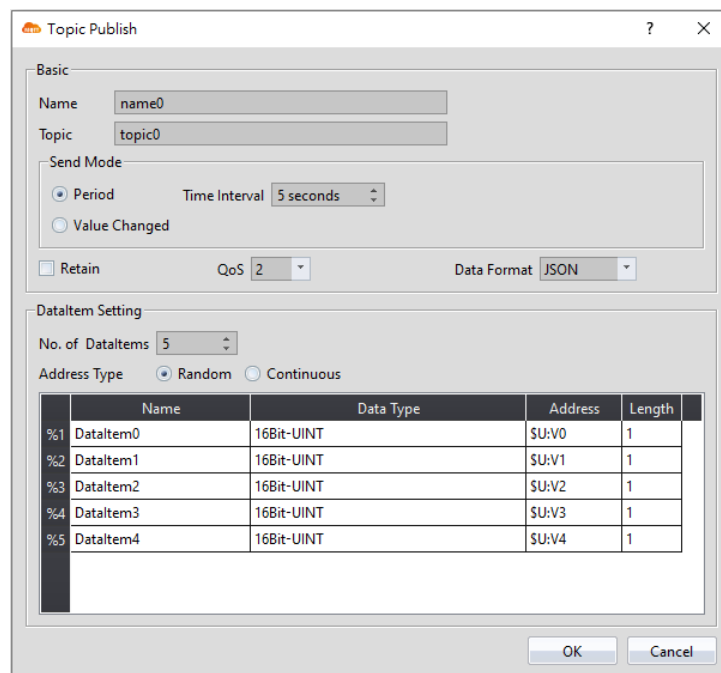 Topic Publish ?
Basic
Name name0
Topic topic0
Send Mode
Period Time Interval 5 seconds
Value Changed
Retain QoS 2 Data Format JSON
DataItem Setting
No. of DataItems 5
Address Type Random Continuous
Name Data Type Address Length
%1 DataItem0 16Bit-UINT $U:V0 1
%2 DataItem1 16Bit-UINT $U:V1 1
%3 DataItem2 16Bit-UINT $U:V2 1
%4 DataItem3 16Bit-UINT $U:V3 1
%5 DataItem4 16Bit-UINT $U:V4 1
OK Cancel